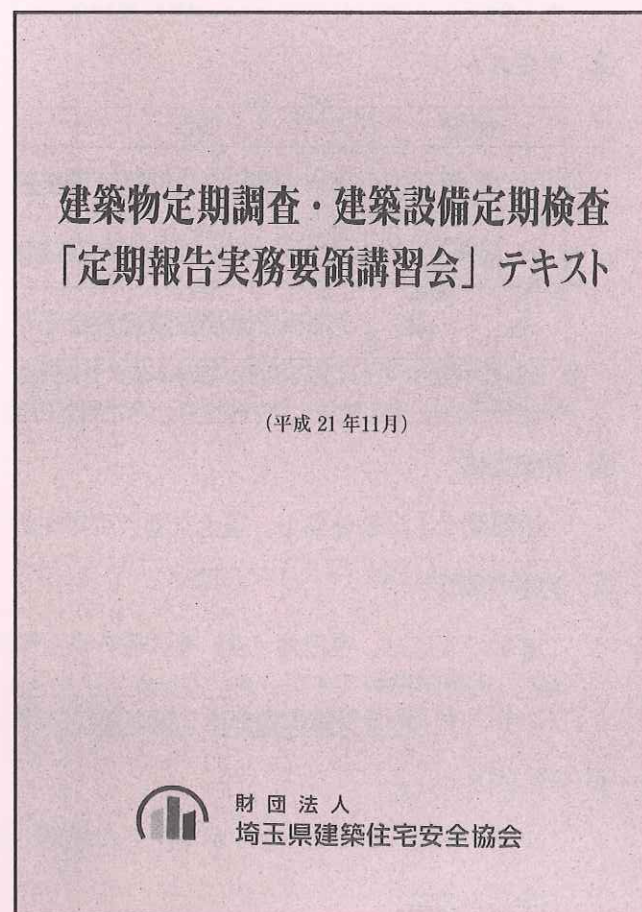 建築物定期調査・建築設備定期検査
「定期報告実務要領講習会」テキスト
(平成 21 年11月)
財団法人
埼玉県建築住宅安全協会